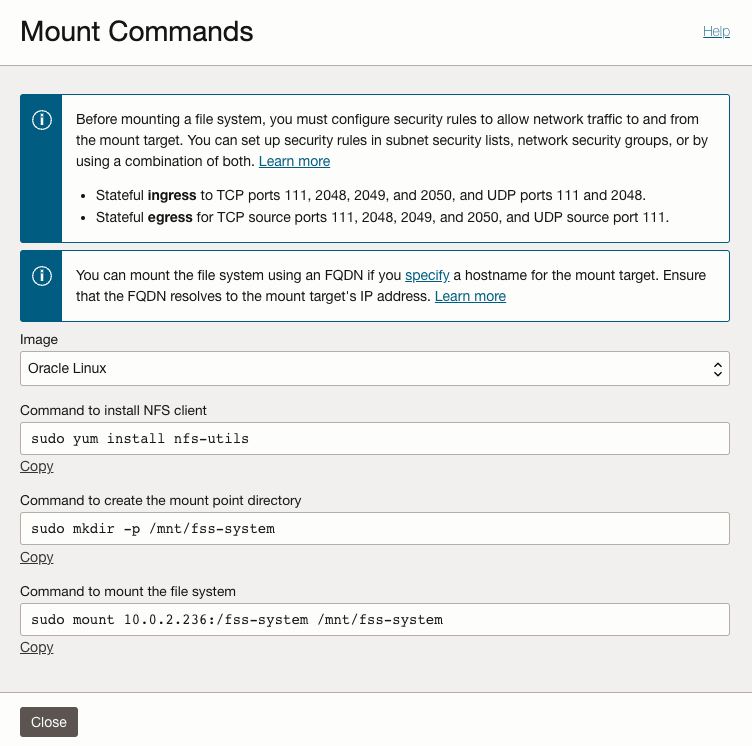 Mount Commands
Help
Before mounting a file system, you must configure security rules to allow network traffic to and from
the mount target. You can set up security rules in subnet security lists, network security groups, or by
using a combination of both. Learn more
• Stateful ingress to TCP ports 111, 2048, 2049, and 2050, and UDP ports 111 and 2048.
• Stateful egress for TCP source ports 111, 2048, 2049, and 2050, and UDP source port 111.
You can mount the file system using an FQDN if you specify a hostname for the mount target. Ensure
that the FQDN resolves to the mount target's IP address. Learn more
Image
Oracle Linux
Command to install NFS client
sudo yum install nfs-utils
Copy
Command to create the mount point directory
sudo mkdir -p /mnt/fss-system
Copy
Command to mount the file system
sudo mount 10.0.2.236:/fss-system /mnt/fss-system
Copy
Close